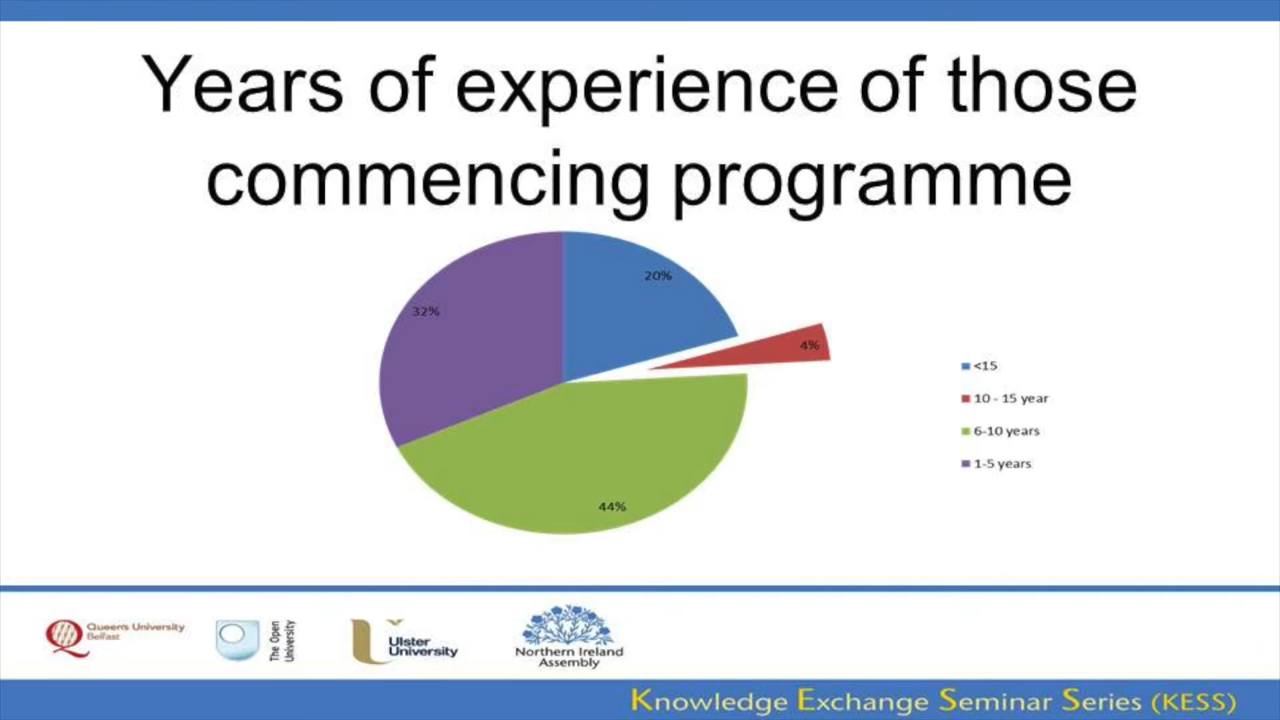 Years of experience of those
commencing programme
20%
32%
4%
44%
<15
10 - 15 year
6-10 years
1-5 years
Queen's University
Belfast
The Open
University
Ulster
University
Northern Ireland
Assembly
Knowledge Exchange Seminar Series (KESS)